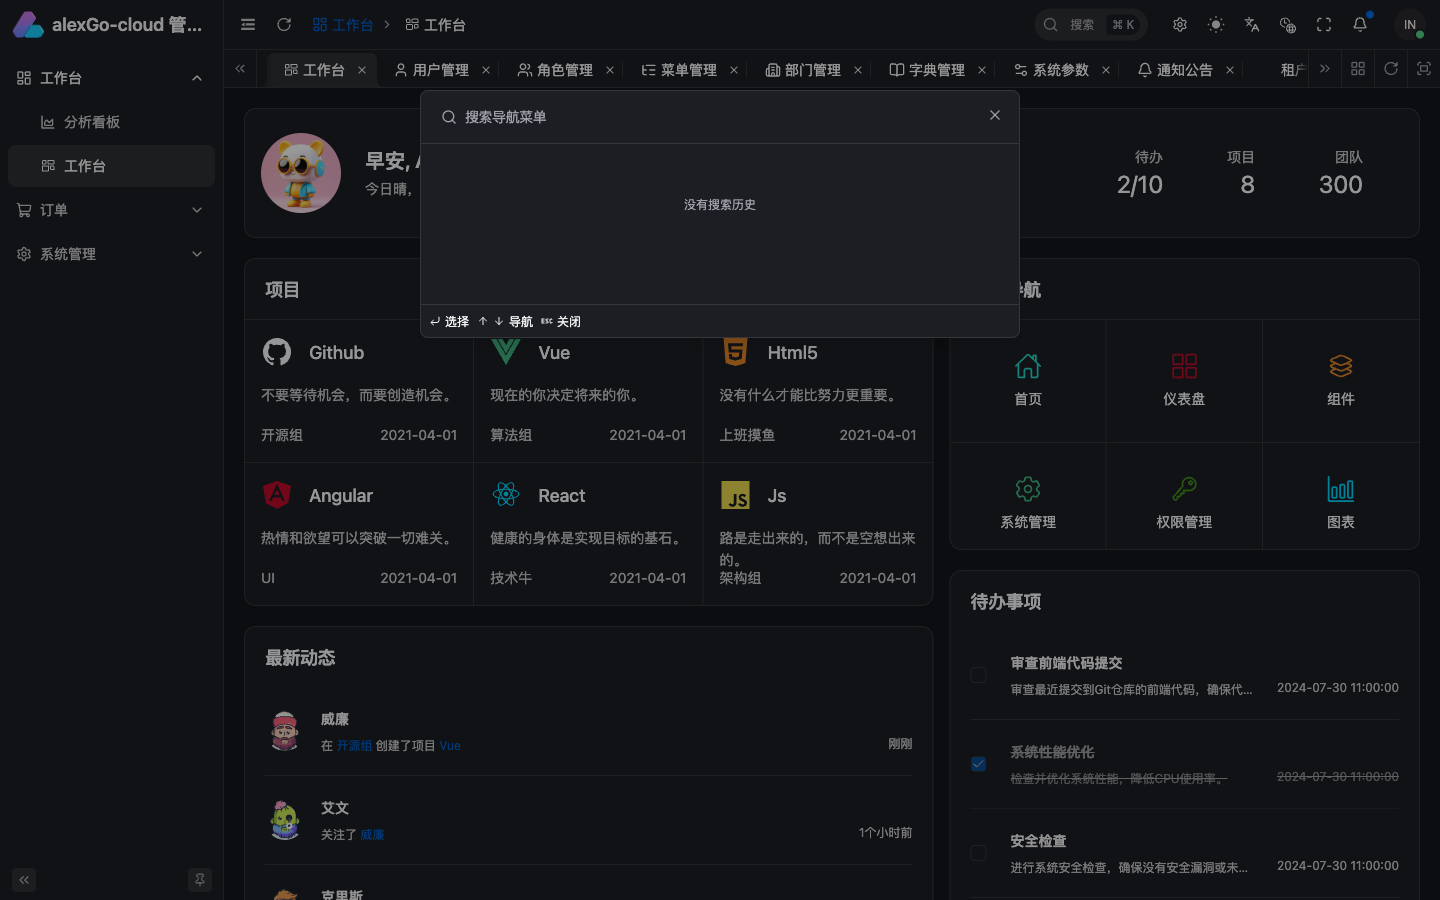 alexGo-cloud 管...
工作台
分析看板
工作台
订单
系统管理
工作台
工作台
搜索
⌘ K
IN
工作台
用户管理
角色管理
菜单管理
部门管理
字典管理
系统参数
通知公告
租户
早安,
今日晴,
待办
2/10
项目
8
团队
300
搜索导航菜单
没有搜索历史
选择
导航
ESC 关闭
项目
Github
不要等待机会，而要创造机会。
开源组
2021-04-01
Vue
现在的你决定将来的你。
算法组
2021-04-01
Html5
没有什么才能比努力更重要。
上班摸鱼
2021-04-01
Angular
热情和欲望可以突破一切难关。
UI
2021-04-01
React
健康的身体是实现目标的基石。
技术牛
2021-04-01
JS
Js
路是走出来的，而不是空想出来
的。
架构组
2021-04-01
航
首页
仪表盘
组件
系统管理
权限管理
图表
最新动态
威廉
在 开源组 创建了项目 Vue
刚刚
艾文
关注了 威廉
1个小时前
克里斯
待办事项
审查前端代码提交
审查最近提交到Git仓库的前端代码，确保代...
2024-07-30 11:00:00
系统性能优化
检查并优化系统性能，降低CPU使用率。
2024-07-30 11:00:00
安全检查
进行系统安全检查，确保没有安全漏洞或未...
2024-07-30 11:00:00